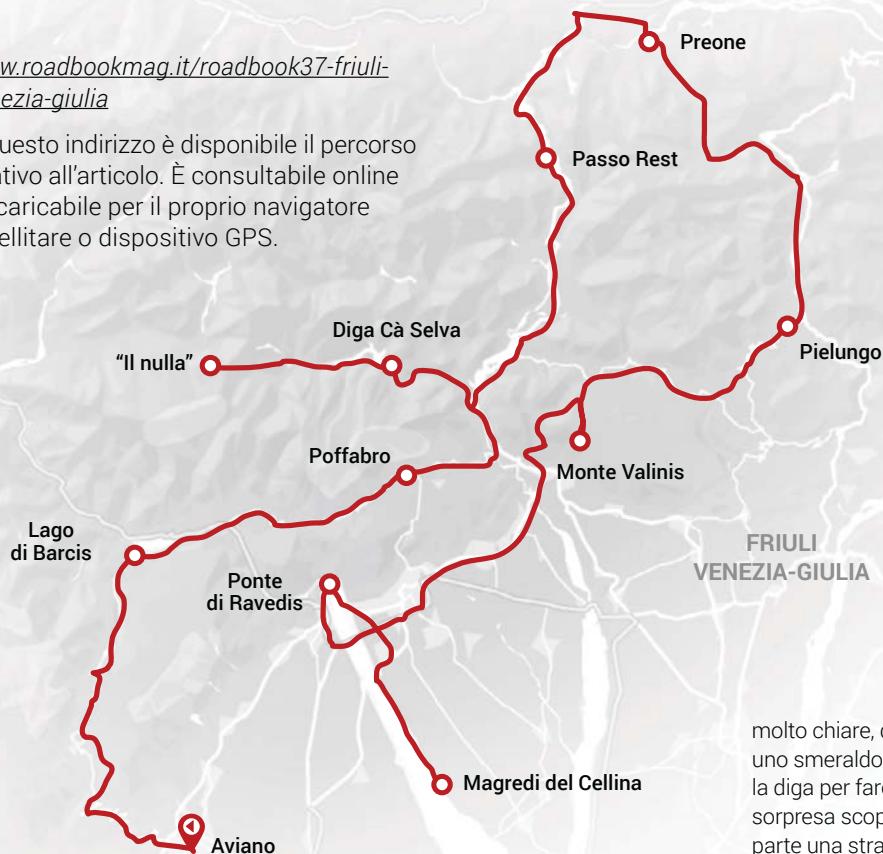 w.roadbookmag.it/roadbook37-friuli-
ezia-giulia
uesto indirizzo è disponibile il percorso
ativo all'articolo. È consultabile online
caricabile per il proprio navigatore
ellitare o dispositivo GPS.
Preone
Passo Rest
Diga Cà Selva
"Il nulla"
Pielungo
Poffabro
Monte Valinis
Lago
di Barcis
FRIULI
VENEZIA-GIULIA
Ponte
di Ravedis
Magredi del Cellina
Aviano
molto chiare, 
uno smeraldo
la diga per far
sorpresa scop
parte una stra